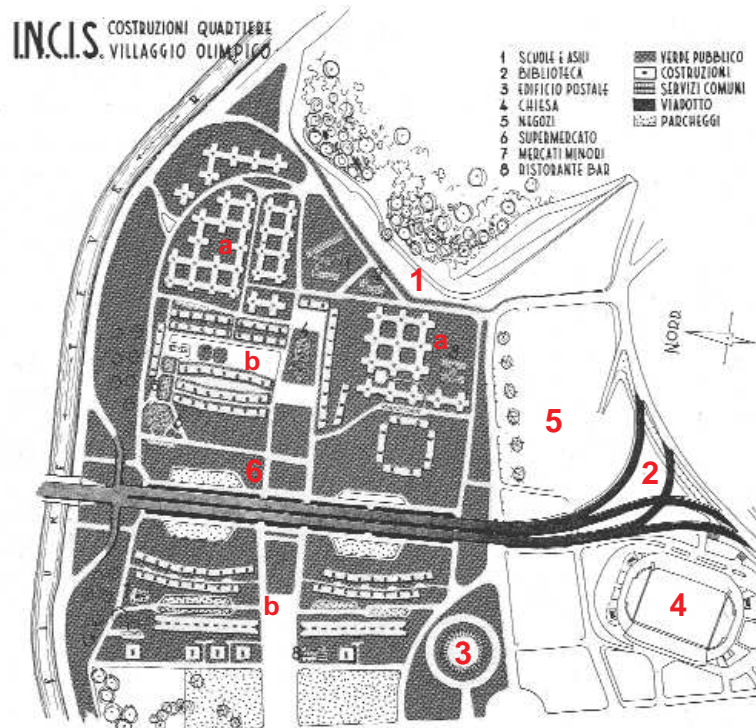 I.N.C.I.S. COSTRUZIONI QUARTIERE
VILLAGGIO OLIMPICO
1 SCUOLE E ASILI
2 BIBLIOTECA
3 EDIFICIO POSTALE
4 CHIESA
5 NEGOZI
6 SUPERMERCATO
7 MERCATI MINORI
8 RISTORANTE BAR
VERDE PUBBLICO
COSTRUZIONI
SERVIZI COMUNI
VIADOTTO
PARCHEGGI
a
1
a
NORD
b
5
6
2
b
4
3
8